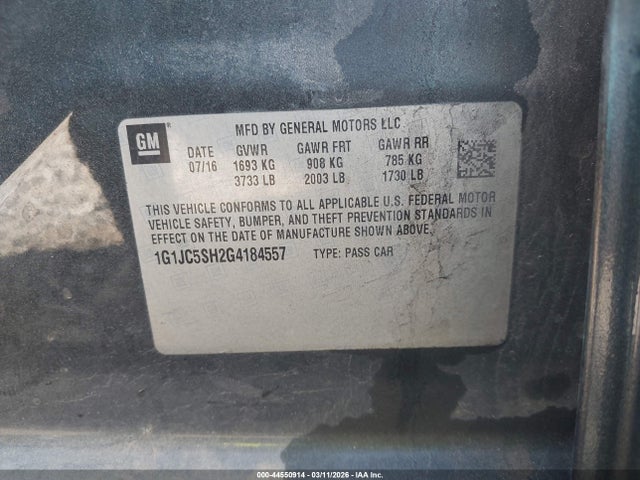 GM ®
MFD BY GENERAL MOTORS LLC
DATE GVWR GAWR FRT GAWR RR
07/16 1693 KG 908 KG 785 KG
3733 LB 2003 LB 1730 LB
THIS VEHICLE CONFORMS TO ALL APPLICABLE U.S. FEDERAL MOTOR
VEHICLE SAFETY, BUMPER, AND THEFT PREVENTION STANDARDS IN
EFFECT ON THE DATE OF MANUFACTURE SHOWN ABOVE.
1G1JC5SH2G4184557 TYPE: PASS CAR
000-44550914 - 03/11/2026 - IAA Inc.